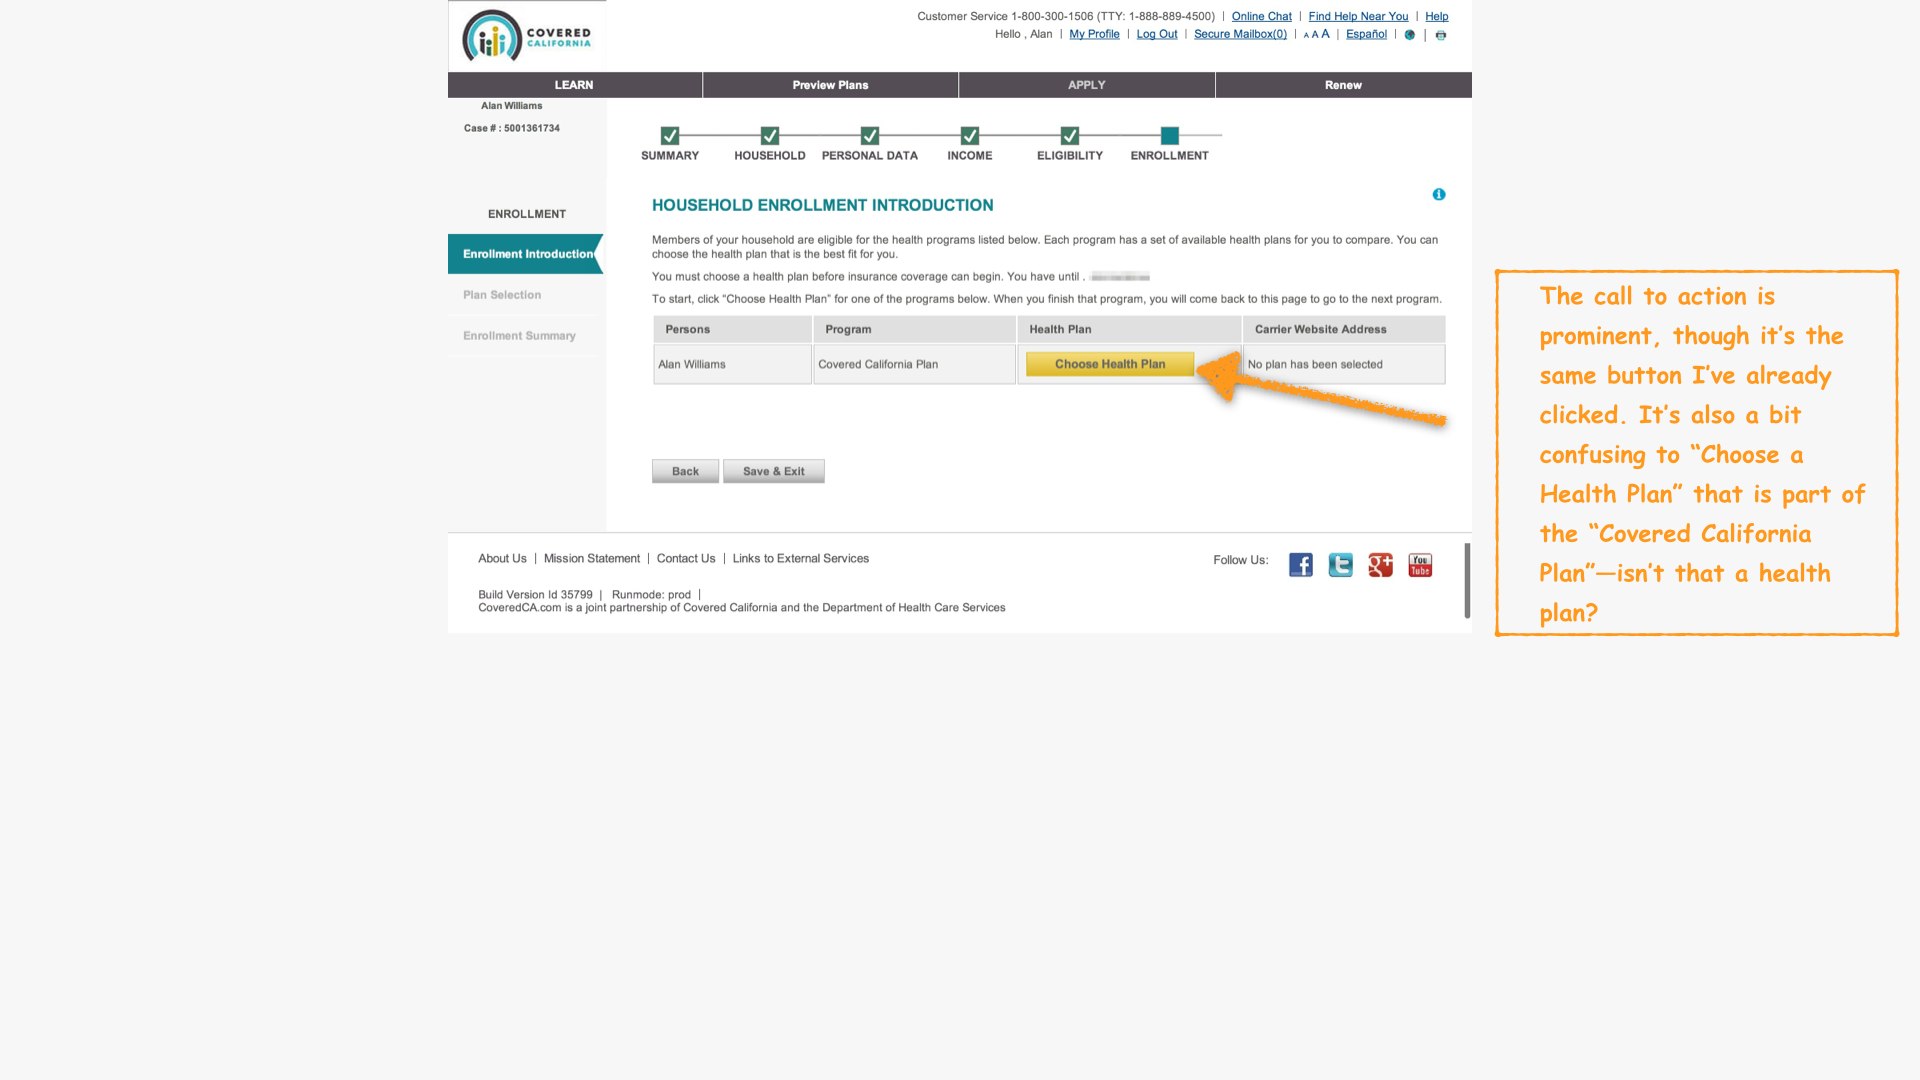 COVERED
CALIFORNIA
Customer Service 1-800-300-1506 (TTY: 1-888-889-4500) | Online Chat | Find Help Near You | Help
Hello , Alan | My Profile | Log Out | Secure Mailbox(0) | A A A | Español |
LEARN Preview Plans APPLY Renew
Alan Williams
Case # : 5001361734
SUMMARY HOUSEHOLD PERSONAL DATA INCOME ELIGIBILITY ENROLLMENT
ENROLLMENT
Enrollment Introduction
Plan Selection
Enrollment Summary
HOUSEHOLD ENROLLMENT INTRODUCTION
Members of your household are eligible for the health programs listed below. Each program has a set of available health plans for you to compare. You can
choose the health plan that is the best fit for you.
You must choose a health plan before insurance coverage can begin. You have until .
To start, click “Choose Health Plan” for one of the programs below. When you finish that program, you will come back to this page to go to the next program.
Persons Program Health Plan Carrier Website Address
Alan Williams Covered California Plan Choose Health Plan No plan has been selected
Back Save & Exit
The call to action is
prominent, though it’s the
same button I’ve already
clicked. It’s also a bit
confusing to “Choose a
Health Plan” that is part of
the “Covered California
Plan”—isn’t that a health
plan?
About Us | Mission Statement | Contact Us | Links to External Services
Follow Us: f t g+ You Tube
Build Version Id 35799 | Runmode: prod |
CoveredCA.com is a joint partnership of Covered California and the Department of Health Care Services